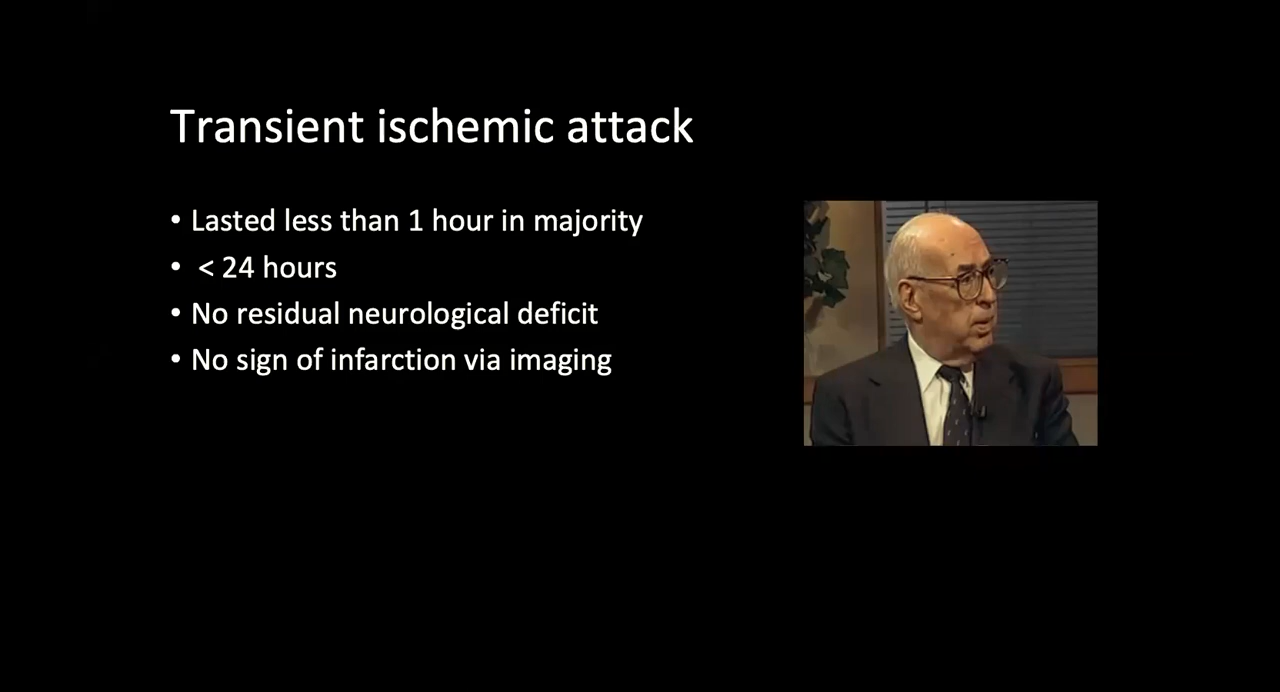 Transient ischemic attack
• Lasted less than 1 hour in majority
• < 24 hours
• No residual neurological deficit
• No sign of infarction via imaging